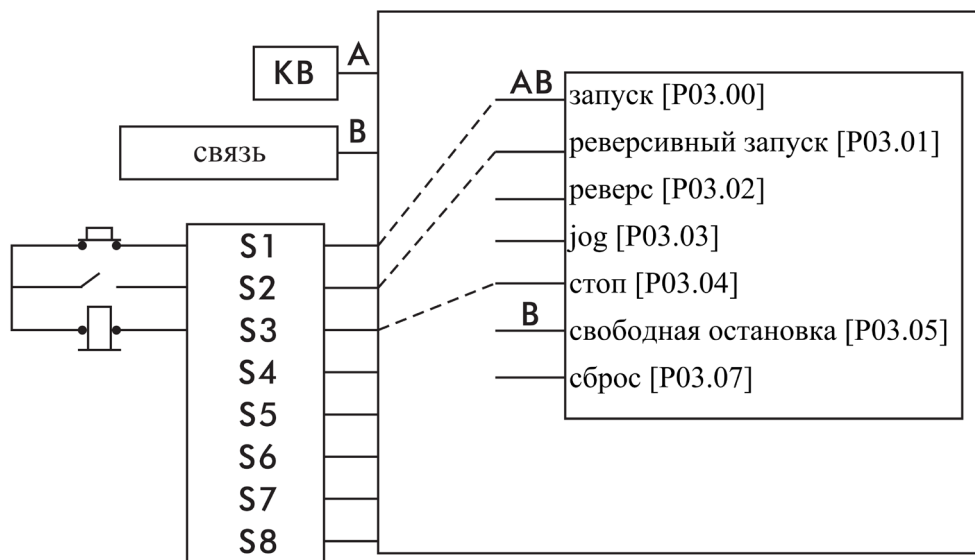 КВ
A
связь
B
S1
S2
S3
S4
S5
S6
S7
S8
AB
запуск [P03.00]
реверсивный запуск [P03.01]
реверс [P03.02]
jog [P03.03]
стоп [P03.04]
B
свободная остановка [P03.05]
сброс [P03.07]